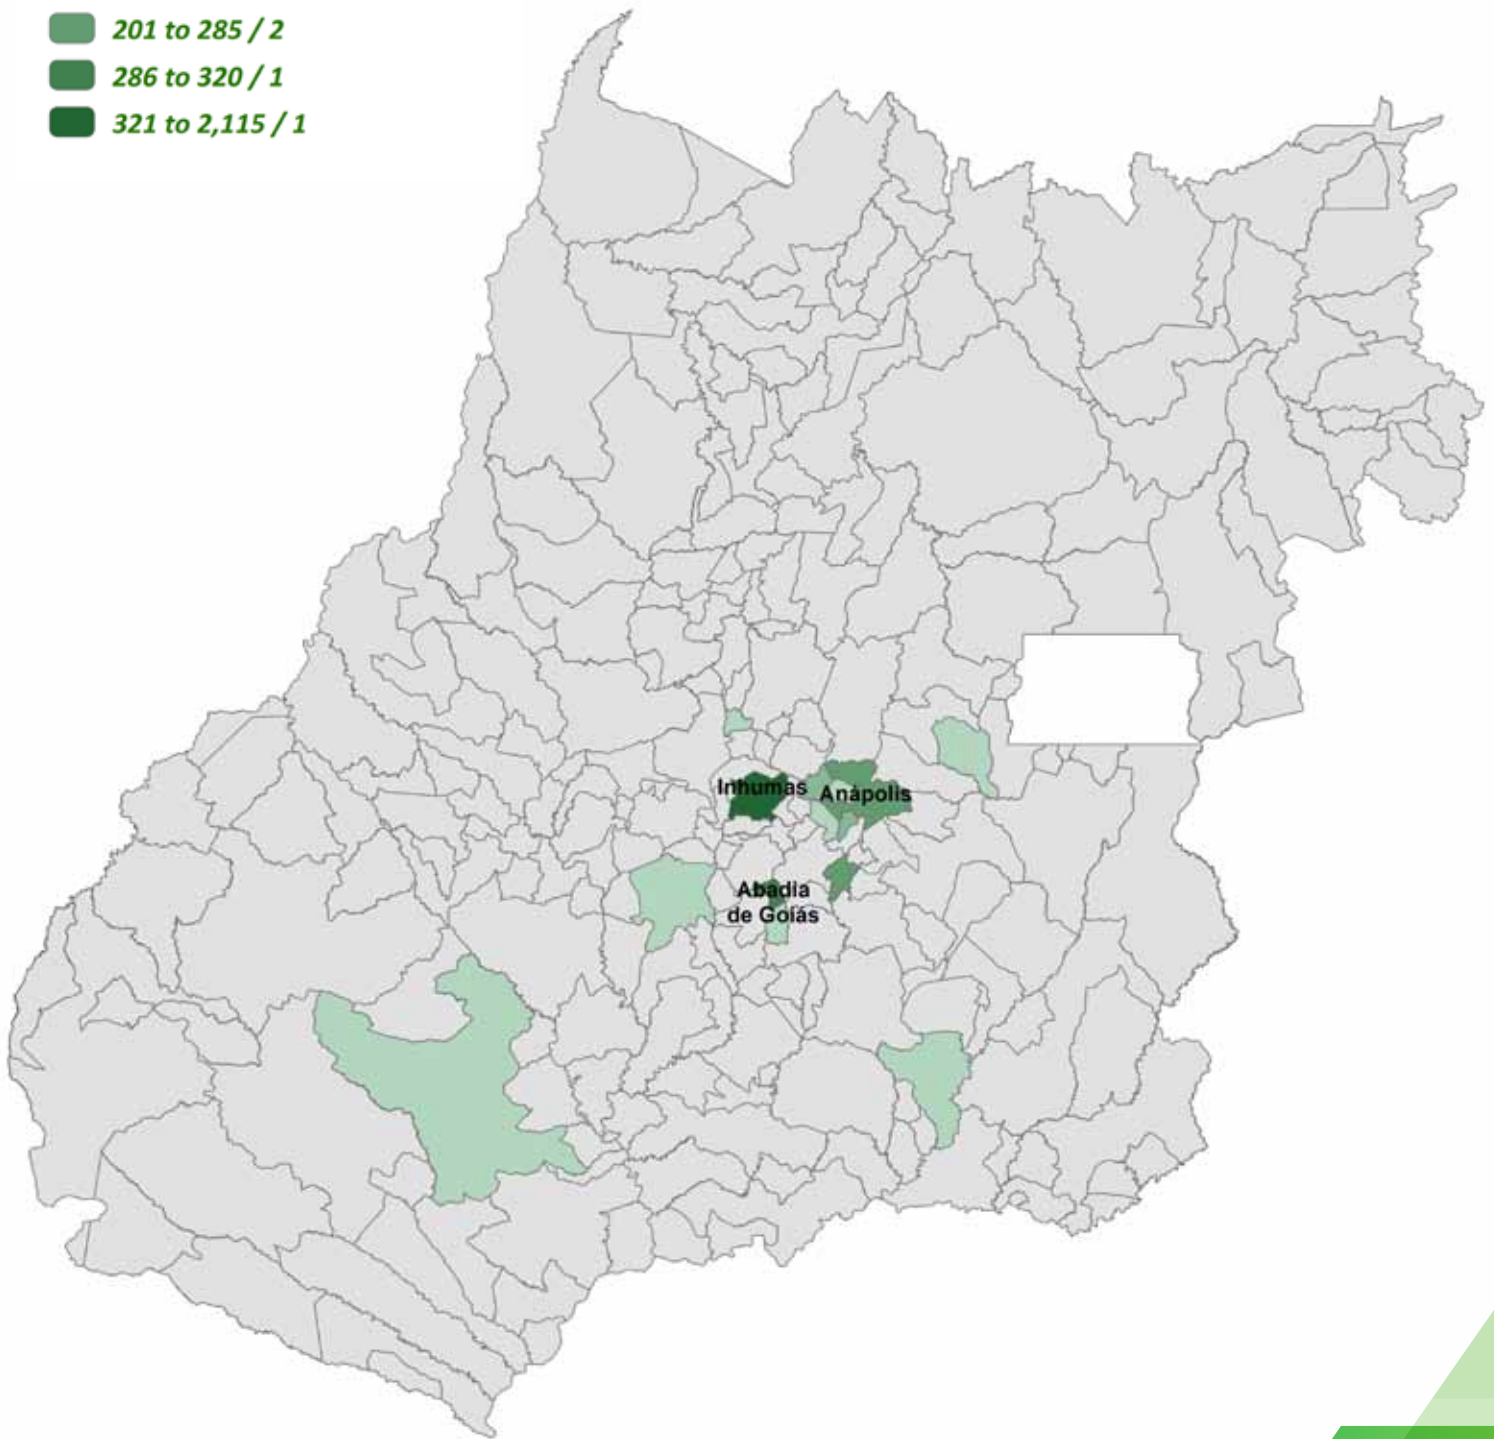 201 to 285 / 2
286 to 320 / 1
321 to 2,115 / 1
Inhumas
Anápolis
Abadia
de Goiás